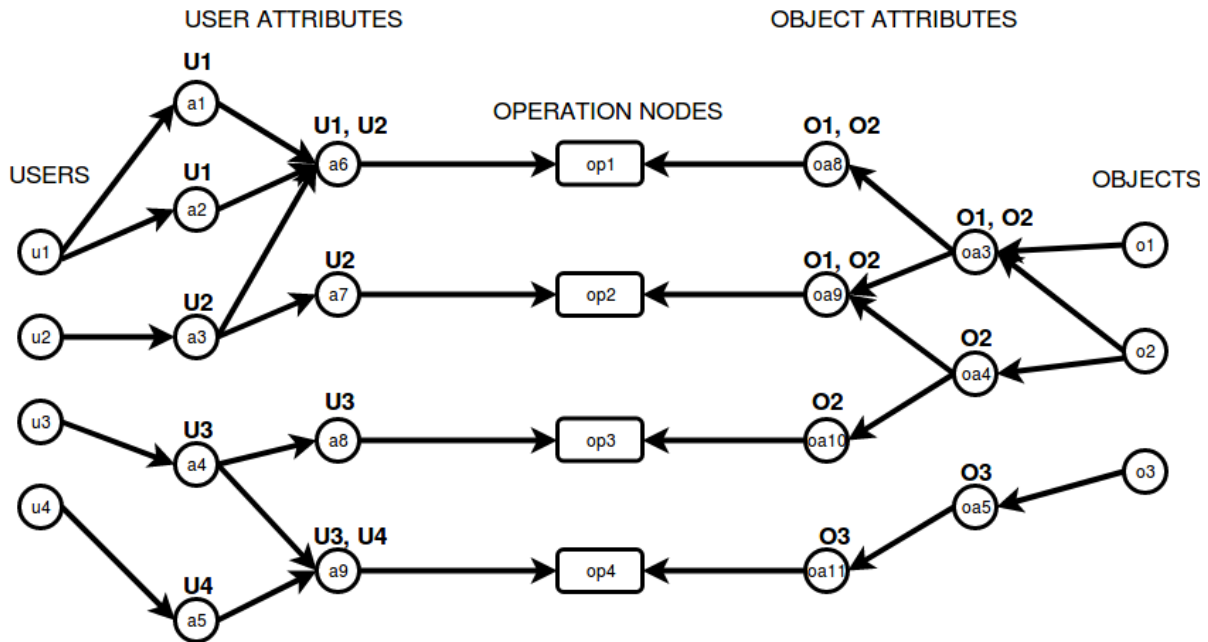 USER ATTRIBUTES
OBJECT ATTRIBUTES
U1
a1
U1, U2
OPERATION NODES
O1, O2
a6
op1
oa8
USERS
U1
a2
OBJECTS
O1, O2
u1
oa3
o1
U2
O1, O2
a7
op2
oa9
U2
u2
a3
O2
oa4
o2
u3
U3
a4
U3
a8
op3
O2
oa10
O3
oa5
o3
u4
U3, U4
a9
op4
O3
oa11
U4
a5